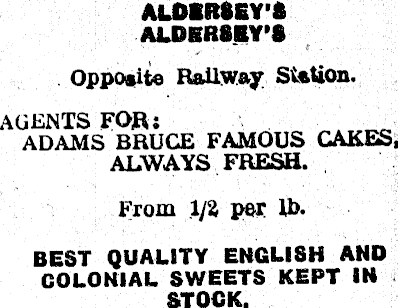 ALDERSEY'S
ALDERSEY'S
Opposite Railway Station.
AGENTS FOR:
ADAMS BRUCE FAMOUS CAKES,
ALWAYS FRESH.
From 1/2 per lb.
BEST QUALITY ENGLISH AND
COLONIAL SWEETS KEPT IN
STOCK.